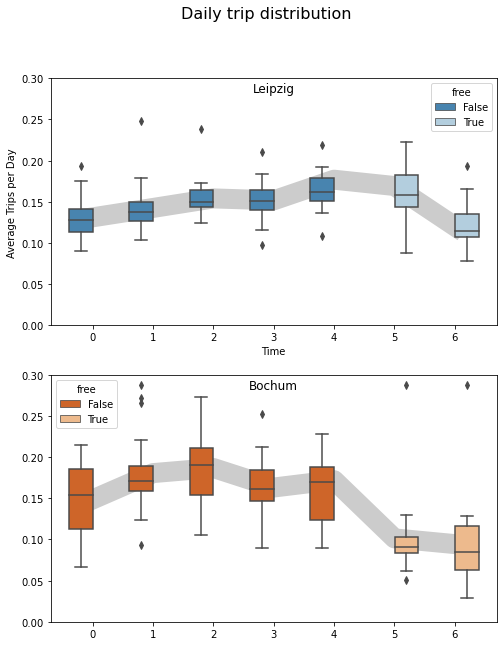 Daily trip distribution
Leipzig
free
False
True
0.30
0.25
0.20
0.15
0.10
0.05
0.00
Average Trips per Day
0 1 2 3 4 5 6
Time
Bochum
free
False
True
0.30
0.25
0.20
0.15
0.10
0.05
0.00
0 1 2 3 4 5 6